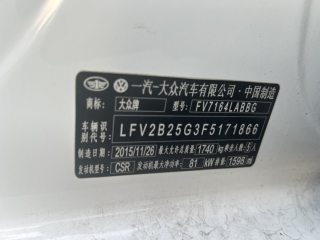 一汽-大众汽车有限公司·中国制造
商标: 大众牌 型号: FV7164LABBG
车辆识别代号: LFV2B25G3F5171866
制造年月: 2015/11/26 最大允许总质量: 1740 kg 乘坐人数: 5 人
发动机型号: CSR 发动机最大净功率: 81 kW 排量: 1598 ml